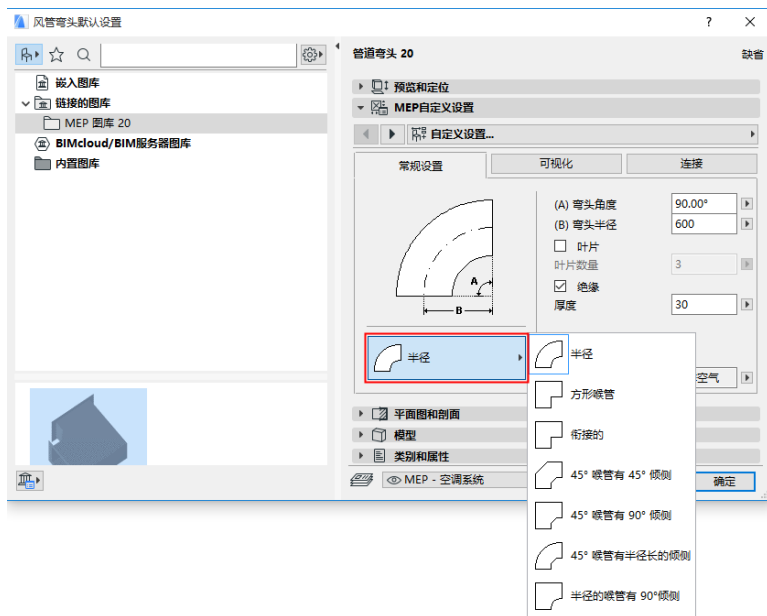 风管弯头默认设置
?
嵌入图库
链接的图库
MEP 图库 20
BIMcloud/BIM服务器图库
内置图库
管道弯头 20
缺省
预览和定位
MEP自定义设置
自定义设置...
常规设置
可视化
连接
A
B
(A) 弯头角度
90.00°
(B) 弯头半径
600
叶片
叶片数量
3
绝缘
厚度
30
半径
空气
半径
方形喉管
衔接的
45° 喉管有 45° 倾侧
45° 喉管有 90° 倾侧
45° 喉管有半径长的倾侧
半径的喉管有 90°倾侧
平面图和剖面
模型
类别和属性
MEP - 空调系统
确定